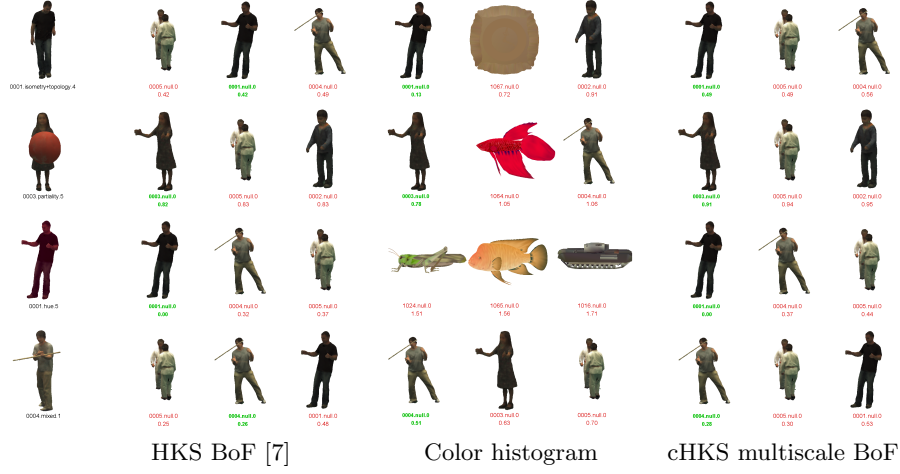 0001.isometry+topology.4
0005.null.0
0.42
0001.null.0
0.42
0004.null.0
0.49
0001.null.0
0.13
1067.null.0
0.72
0002.null.0
0.91
0001.null.0
0.49
0005.null.0
0.49
0004.null.0
0.56
0003.partiality.5
0003.null.0
0.82
0005.null.0
0.83
0002.null.0
0.83
0003.null.0
0.78
1064.null.0
1.05
0004.null.0
1.06
0003.null.0
0.91
0005.null.0
0.94
0002.null.0
0.95
0001.hue.5
0001.null.0
0.00
0004.null.0
0.32
0005.null.0
0.37
1024.null.0
1.51
1065.null.0
1.56
1016.null.0
1.71
0001.null.0
0.00
0004.null.0
0.37
0005.null.0
0.44
0004.mixed.1
0005.null.0
0.25
0004.null.0
0.26
0001.null.0
0.48
0004.null.0
0.51
0003.null.0
0.63
0005.null.0
0.70
0004.null.0
0.28
0005.null.0
0.30
0001.null.0
0.53
HKS BoF [7]
Color histogram
cHKS multiscale BoF